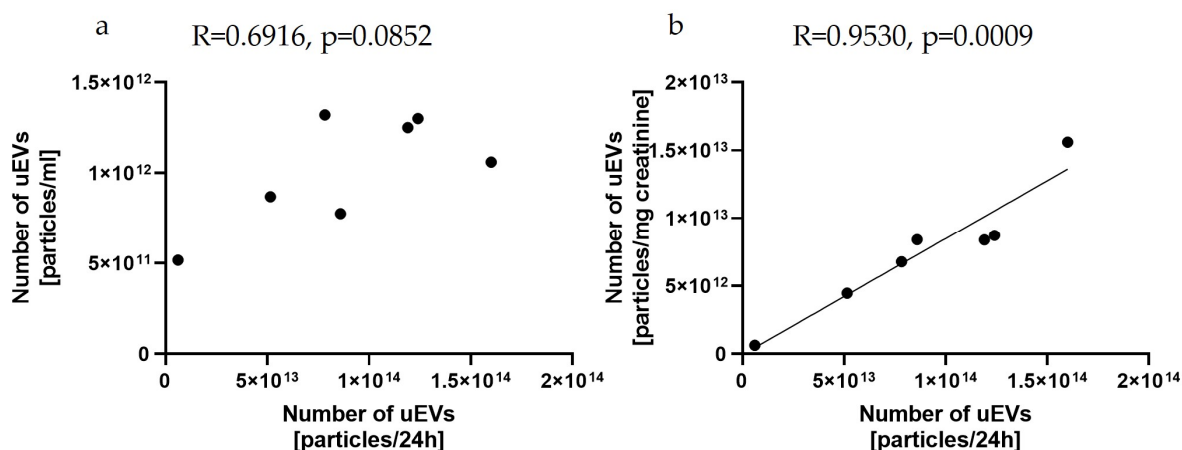 a
R=0.6916, p=0.0852
1.5×10¹²
1×10¹²
5×10¹¹
0
Number of uEVs
[particles/ml]
0
5×10¹³
1×10¹⁴
1.5×10¹⁴
2×10¹⁴
Number of uEVs
[particles/24h]
b
R=0.9530, p=0.0009
2×10¹³
1.5×10¹³
1×10¹³
5×10¹²
0
Number of uEVs
[particles/mg creatinine]
0
5×10¹³
1×10¹⁴
1.5×10¹⁴
2×10¹⁴
Number of uEVs
[particles/24h]